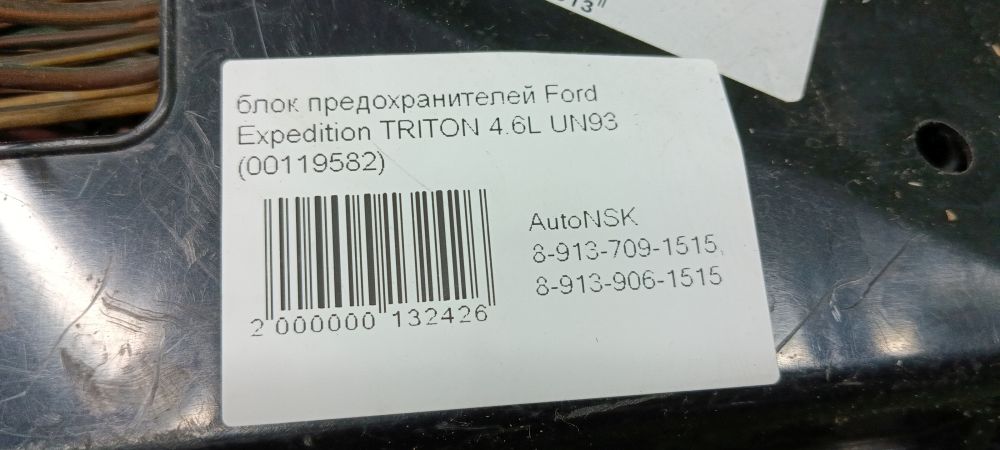 блок предохранителей Ford
Expedition TRITON 4.6L UN93
(00119582)
AutoNSK
8-913-709-1515,
8-913-906-1515
2 000000 132426